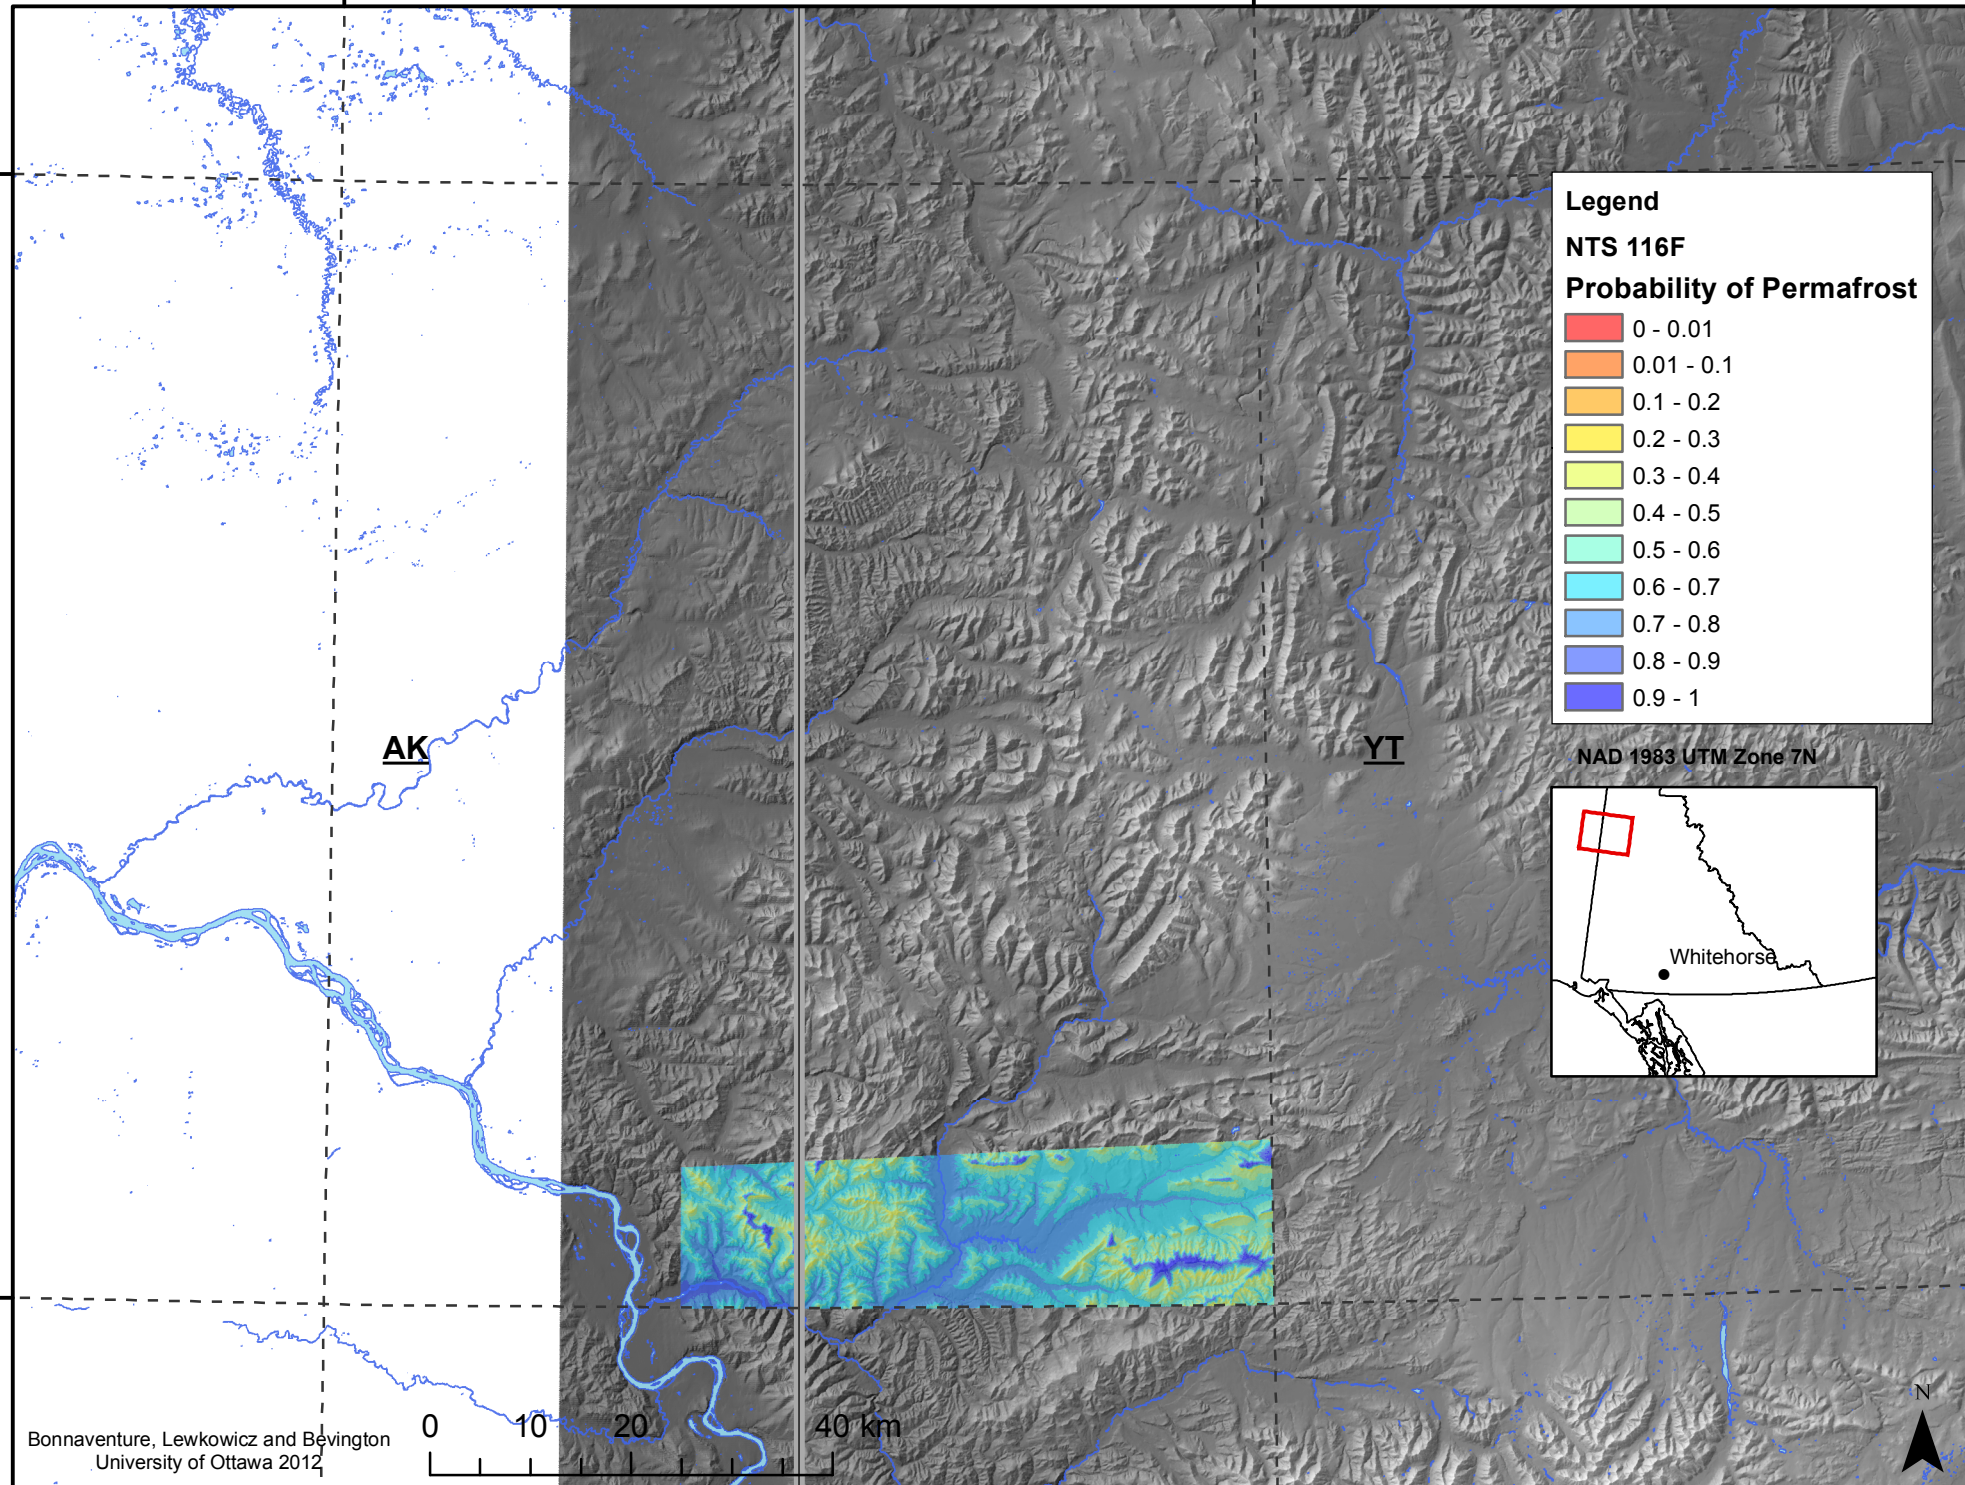 Legend
NTS 116F
Probability of Permafrost
0 - 0.01
0.01 - 0.1
0.1 - 0.2
0.2 - 0.3
0.3 - 0.4
0.4 - 0.5
0.5 - 0.6
0.6 - 0.7
0.7 - 0.8
0.8 - 0.9
0.9 - 1
AK
YT
NAD 1983 UTM Zone 7N
Whitehorse
N
0 10 20 40 km
Bonnaventure, Lewkowicz and Bevington
University of Ottawa 2012